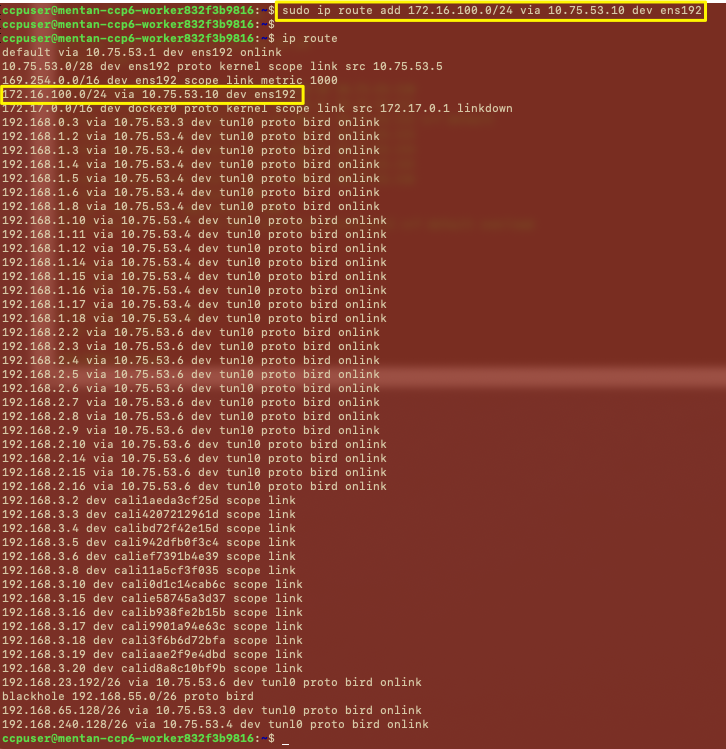 ccpuser@mentan-ccp6-worker832f3b9816:~$ sudo ip route add 172.16.100.0/24 via 10.75.53.10 dev ens192
ccpuser@mentan-ccp6-worker832f3b9816:~$
ccpuser@mentan-ccp6-worker832f3b9816:~$ ip route
default via 10.75.53.1 dev ens192 onlink
10.75.53.0/28 dev ens192 proto kernel scope link src 10.75.53.5
169.254.0.0/16 dev ens192 scope link metric 1000
172.16.100.0/24 via 10.75.53.10 dev ens192
172.17.0.0/16 dev docker0 proto kernel scope link src 172.17.0.1 linkdown
192.168.0.3 via 10.75.53.3 dev tunl0 proto bird onlink
192.168.1.2 via 10.75.53.4 dev tunl0 proto bird onlink
192.168.1.3 via 10.75.53.4 dev tunl0 proto bird onlink
192.168.1.4 via 10.75.53.4 dev tunl0 proto bird onlink
192.168.1.5 via 10.75.53.4 dev tunl0 proto bird onlink
192.168.1.6 via 10.75.53.4 dev tunl0 proto bird onlink
192.168.1.8 via 10.75.53.4 dev tunl0 proto bird onlink
192.168.1.10 via 10.75.53.4 dev tunl0 proto bird onlink
192.168.1.11 via 10.75.53.4 dev tunl0 proto bird onlink
192.168.1.12 via 10.75.53.4 dev tunl0 proto bird onlink
192.168.1.14 via 10.75.53.4 dev tunl0 proto bird onlink
192.168.1.15 via 10.75.53.4 dev tunl0 proto bird onlink
192.168.1.16 via 10.75.53.4 dev tunl0 proto bird onlink
192.168.1.17 via 10.75.53.4 dev tunl0 proto bird onlink
192.168.1.18 via 10.75.53.4 dev tunl0 proto bird onlink
192.168.2.2 via 10.75.53.6 dev tunl0 proto bird onlink
192.168.2.3 via 10.75.53.6 dev tunl0 proto bird onlink
192.168.2.4 via 10.75.53.6 dev tunl0 proto bird onlink
192.168.2.5 via 10.75.53.6 dev tunl0 proto bird onlink
192.168.2.6 via 10.75.53.6 dev tunl0 proto bird onlink
192.168.2.7 via 10.75.53.6 dev tunl0 proto bird onlink
192.168.2.8 via 10.75.53.6 dev tunl0 proto bird onlink
192.168.2.9 via 10.75.53.6 dev tunl0 proto bird onlink
192.168.2.10 via 10.75.53.6 dev tunl0 proto bird onlink
192.168.2.14 via 10.75.53.6 dev tunl0 proto bird onlink
192.168.2.15 via 10.75.53.6 dev tunl0 proto bird onlink
192.168.2.16 via 10.75.53.6 dev tunl0 proto bird onlink
192.168.3.2 dev cali1aeda3cf25d scope link
192.168.3.3 dev cali4207212961d scope link
192.168.3.4 dev calibd72f42e15d scope link
192.168.3.5 dev cali942dfb0f3c4 scope link
192.168.3.6 dev calief7391b4e39 scope link
192.168.3.8 dev cali11a5cf3f035 scope link
192.168.3.10 dev cali0d1c14cab6c scope link
192.168.3.15 dev calie58745a3d37 scope link
192.168.3.16 dev calib938fe2b15b scope link
192.168.3.17 dev cali9901a94e63c scope link
192.168.3.18 dev cali3f6b6d72bfa scope link
192.168.3.19 dev caliaae2f9e4dbd scope link
192.168.3.20 dev calid8a8c10bf9b scope link
192.168.23.192/26 via 10.75.53.6 dev tunl0 proto bird onlink
blackhole 192.168.55.0/26 proto bird
192.168.65.128/26 via 10.75.53.3 dev tunl0 proto bird onlink
192.168.240.128/26 via 10.75.53.4 dev tunl0 proto bird onlink
ccpuser@mentan-ccp6-worker832f3b9816:~$ _